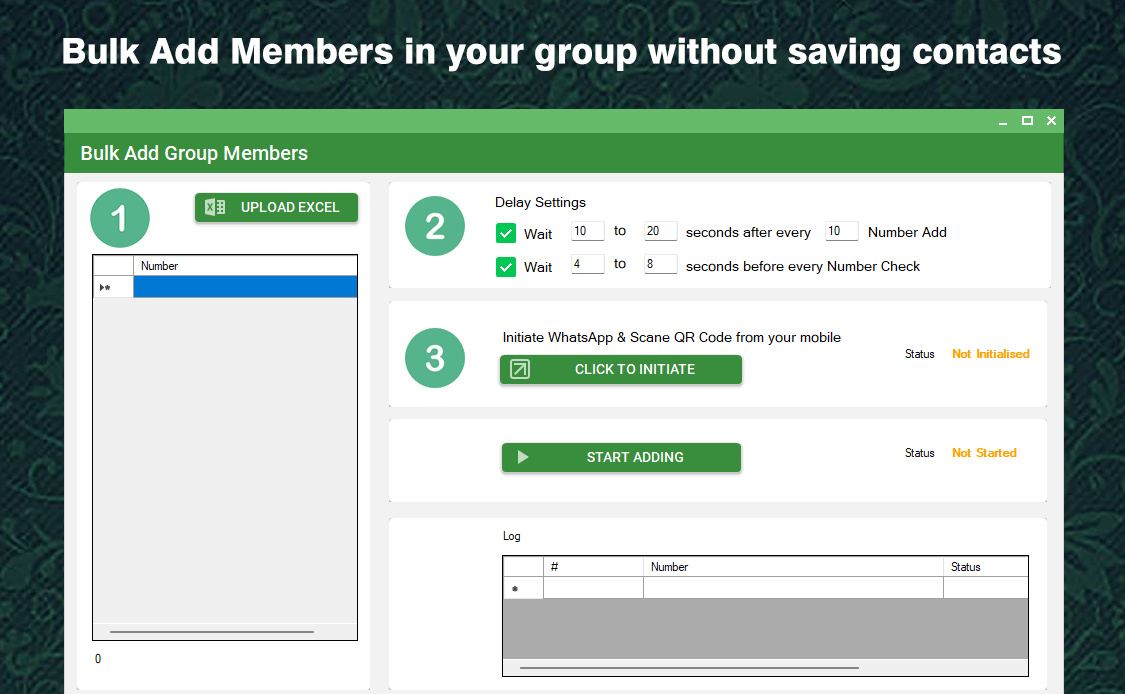 Bulk Add Members in your group without saving contacts
Bulk Add Group Members
1
UPLOAD EXCEL
Number
0
2
Delay Settings
Wait 10 to 20 seconds after every 10 Number Add
Wait 4 to 8 seconds before every Number Check
3
Initiate WhatsApp & Scane QR Code from your mobile
CLICK TO INITIATE
Status Not Initialised
START ADDING
Status Not Started
Log
# Number Status